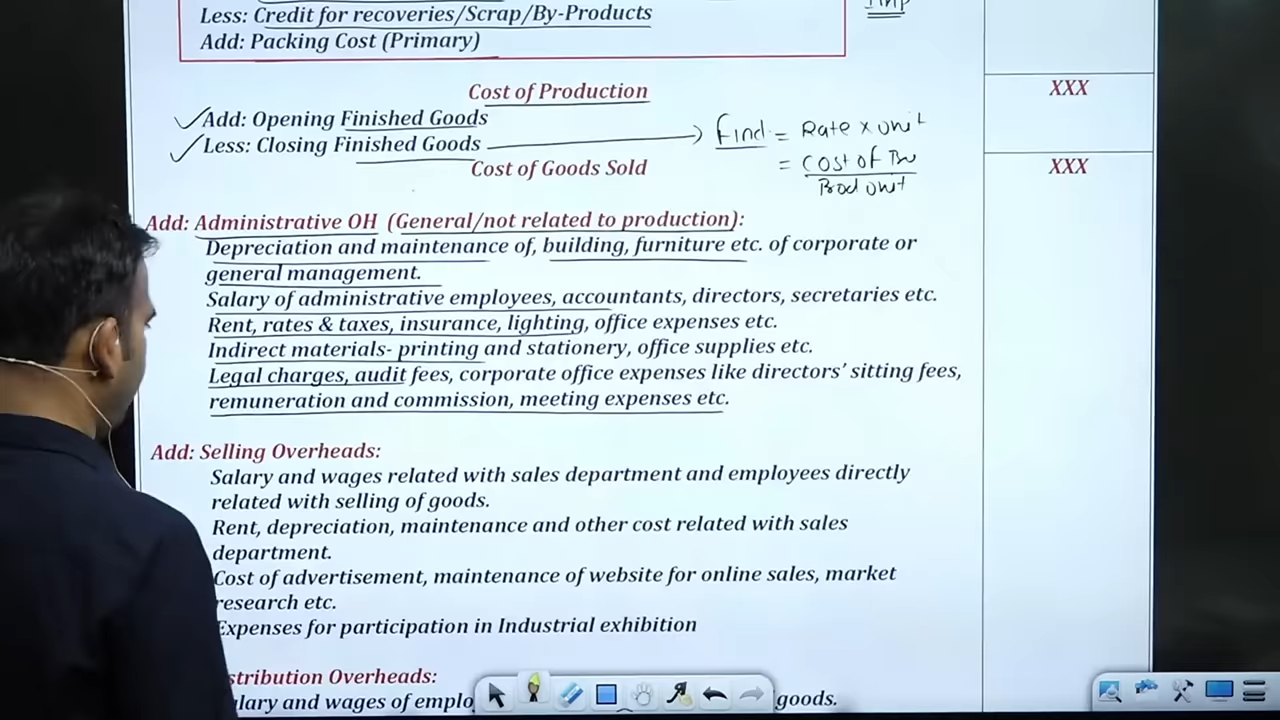 Less: Credit for recoveries/Scrap/By-Products
Add: Packing Cost (Primary)
Cost of Production XXX
Add: Opening Finished Goods
Less: Closing Finished Goods
Find = Rate x Unit
= Cost of
Prod Unit
Cost of Goods Sold XXX
Add: Administrative OH (General/not related to production):
Depreciation and maintenance of, building, furniture etc. of corporate or
general management.
Salary of administrative employees, accountants, directors, secretaries etc.
Rent, rates & taxes, insurance, lighting, office expenses etc.
Indirect materials- printing and stationery, office supplies etc.
Legal charges, audit fees, corporate office expenses like directors’ sitting fees,
remuneration and commission, meeting expenses etc.
Add: Selling Overheads:
Salary and wages related with sales department and employees directly
related with selling of goods.
Rent, depreciation, maintenance and other cost related with sales
department.
Cost of advertisement, maintenance of website for online sales, market
research etc.
Expenses for participation in Industrial exhibition
stribution Overheads:
lary and wages of emplo goods.